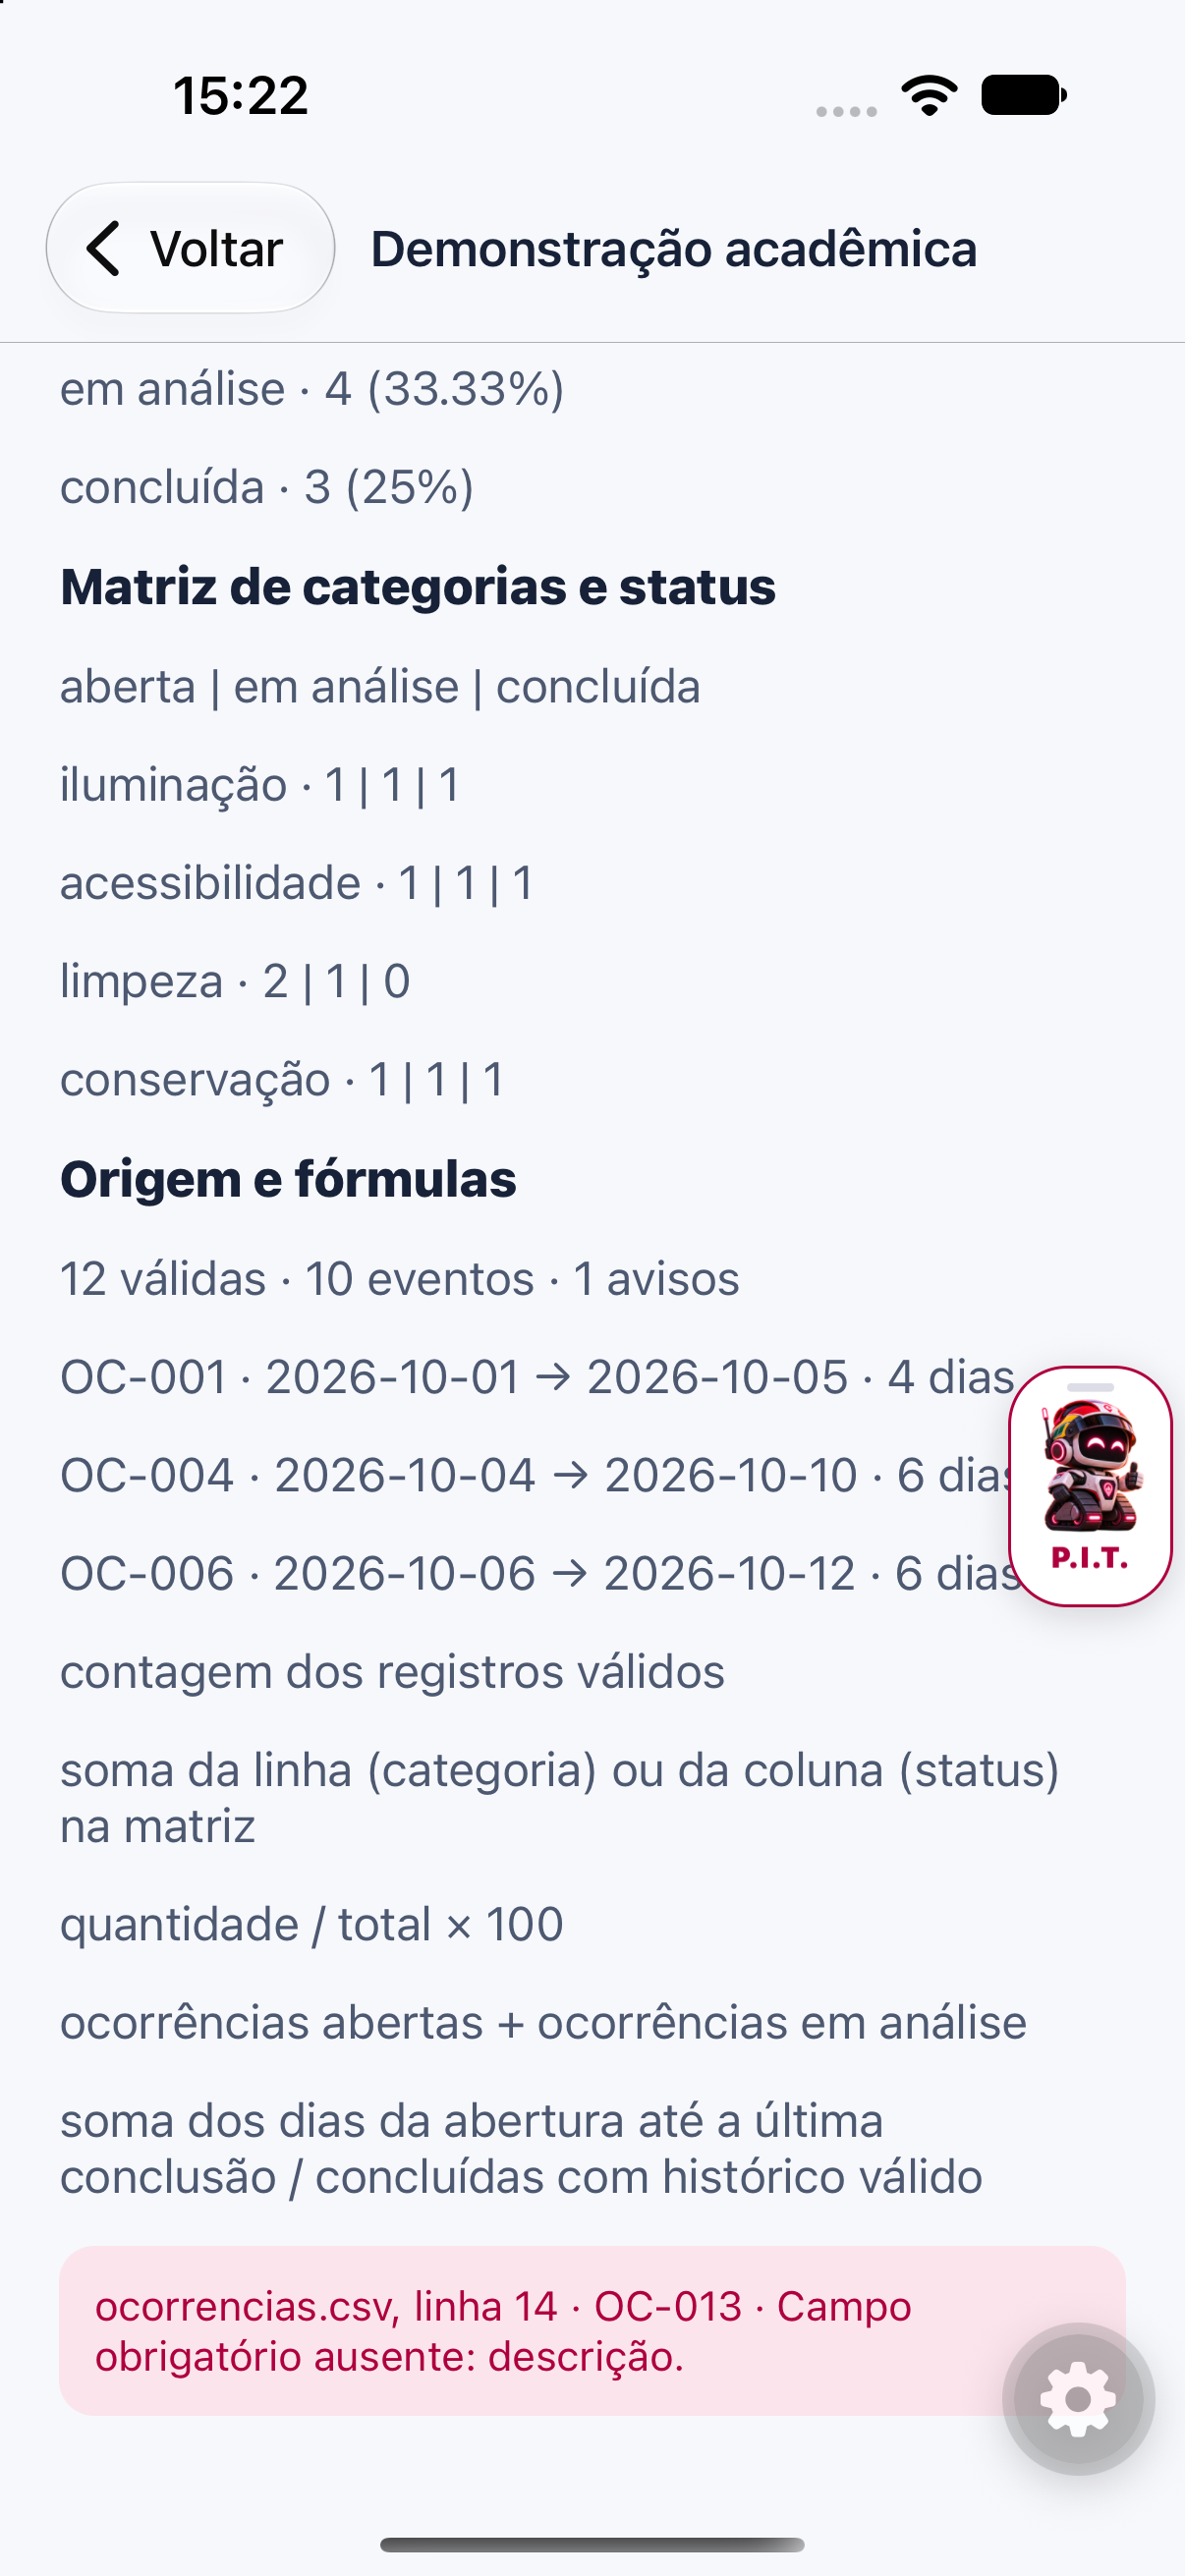 15:22
Voltar
Demonstração acadêmica
em análise · 4 (33.33%)
concluída · 3 (25%)
Matriz de categorias e status
aberta | em análise | concluída
iluminação · 1 | 1 | 1
acessibilidade · 1 | 1 | 1
limpeza · 2 | 1 | 0
conservação · 1 | 1 | 1
Origem e fórmulas
12 válidas · 10 eventos · 1 avisos
OC-001 · 2026-10-01 → 2026-10-05 · 4 dias
OC-004 · 2026-10-04 → 2026-10-10 · 6 dias
OC-006 · 2026-10-06 → 2026-10-12 · 6 dias
P.I.T.
contagem dos registros válidos
soma da linha (categoria) ou da coluna (status)
na matriz
quantidade / total × 100
ocorrências abertas + ocorrências em análise
soma dos dias da abertura até a última
conclusão / concluídas com histórico válido
ocorrencias.csv, linha 14 · OC-013 · Campo
obrigatório ausente: descrição.